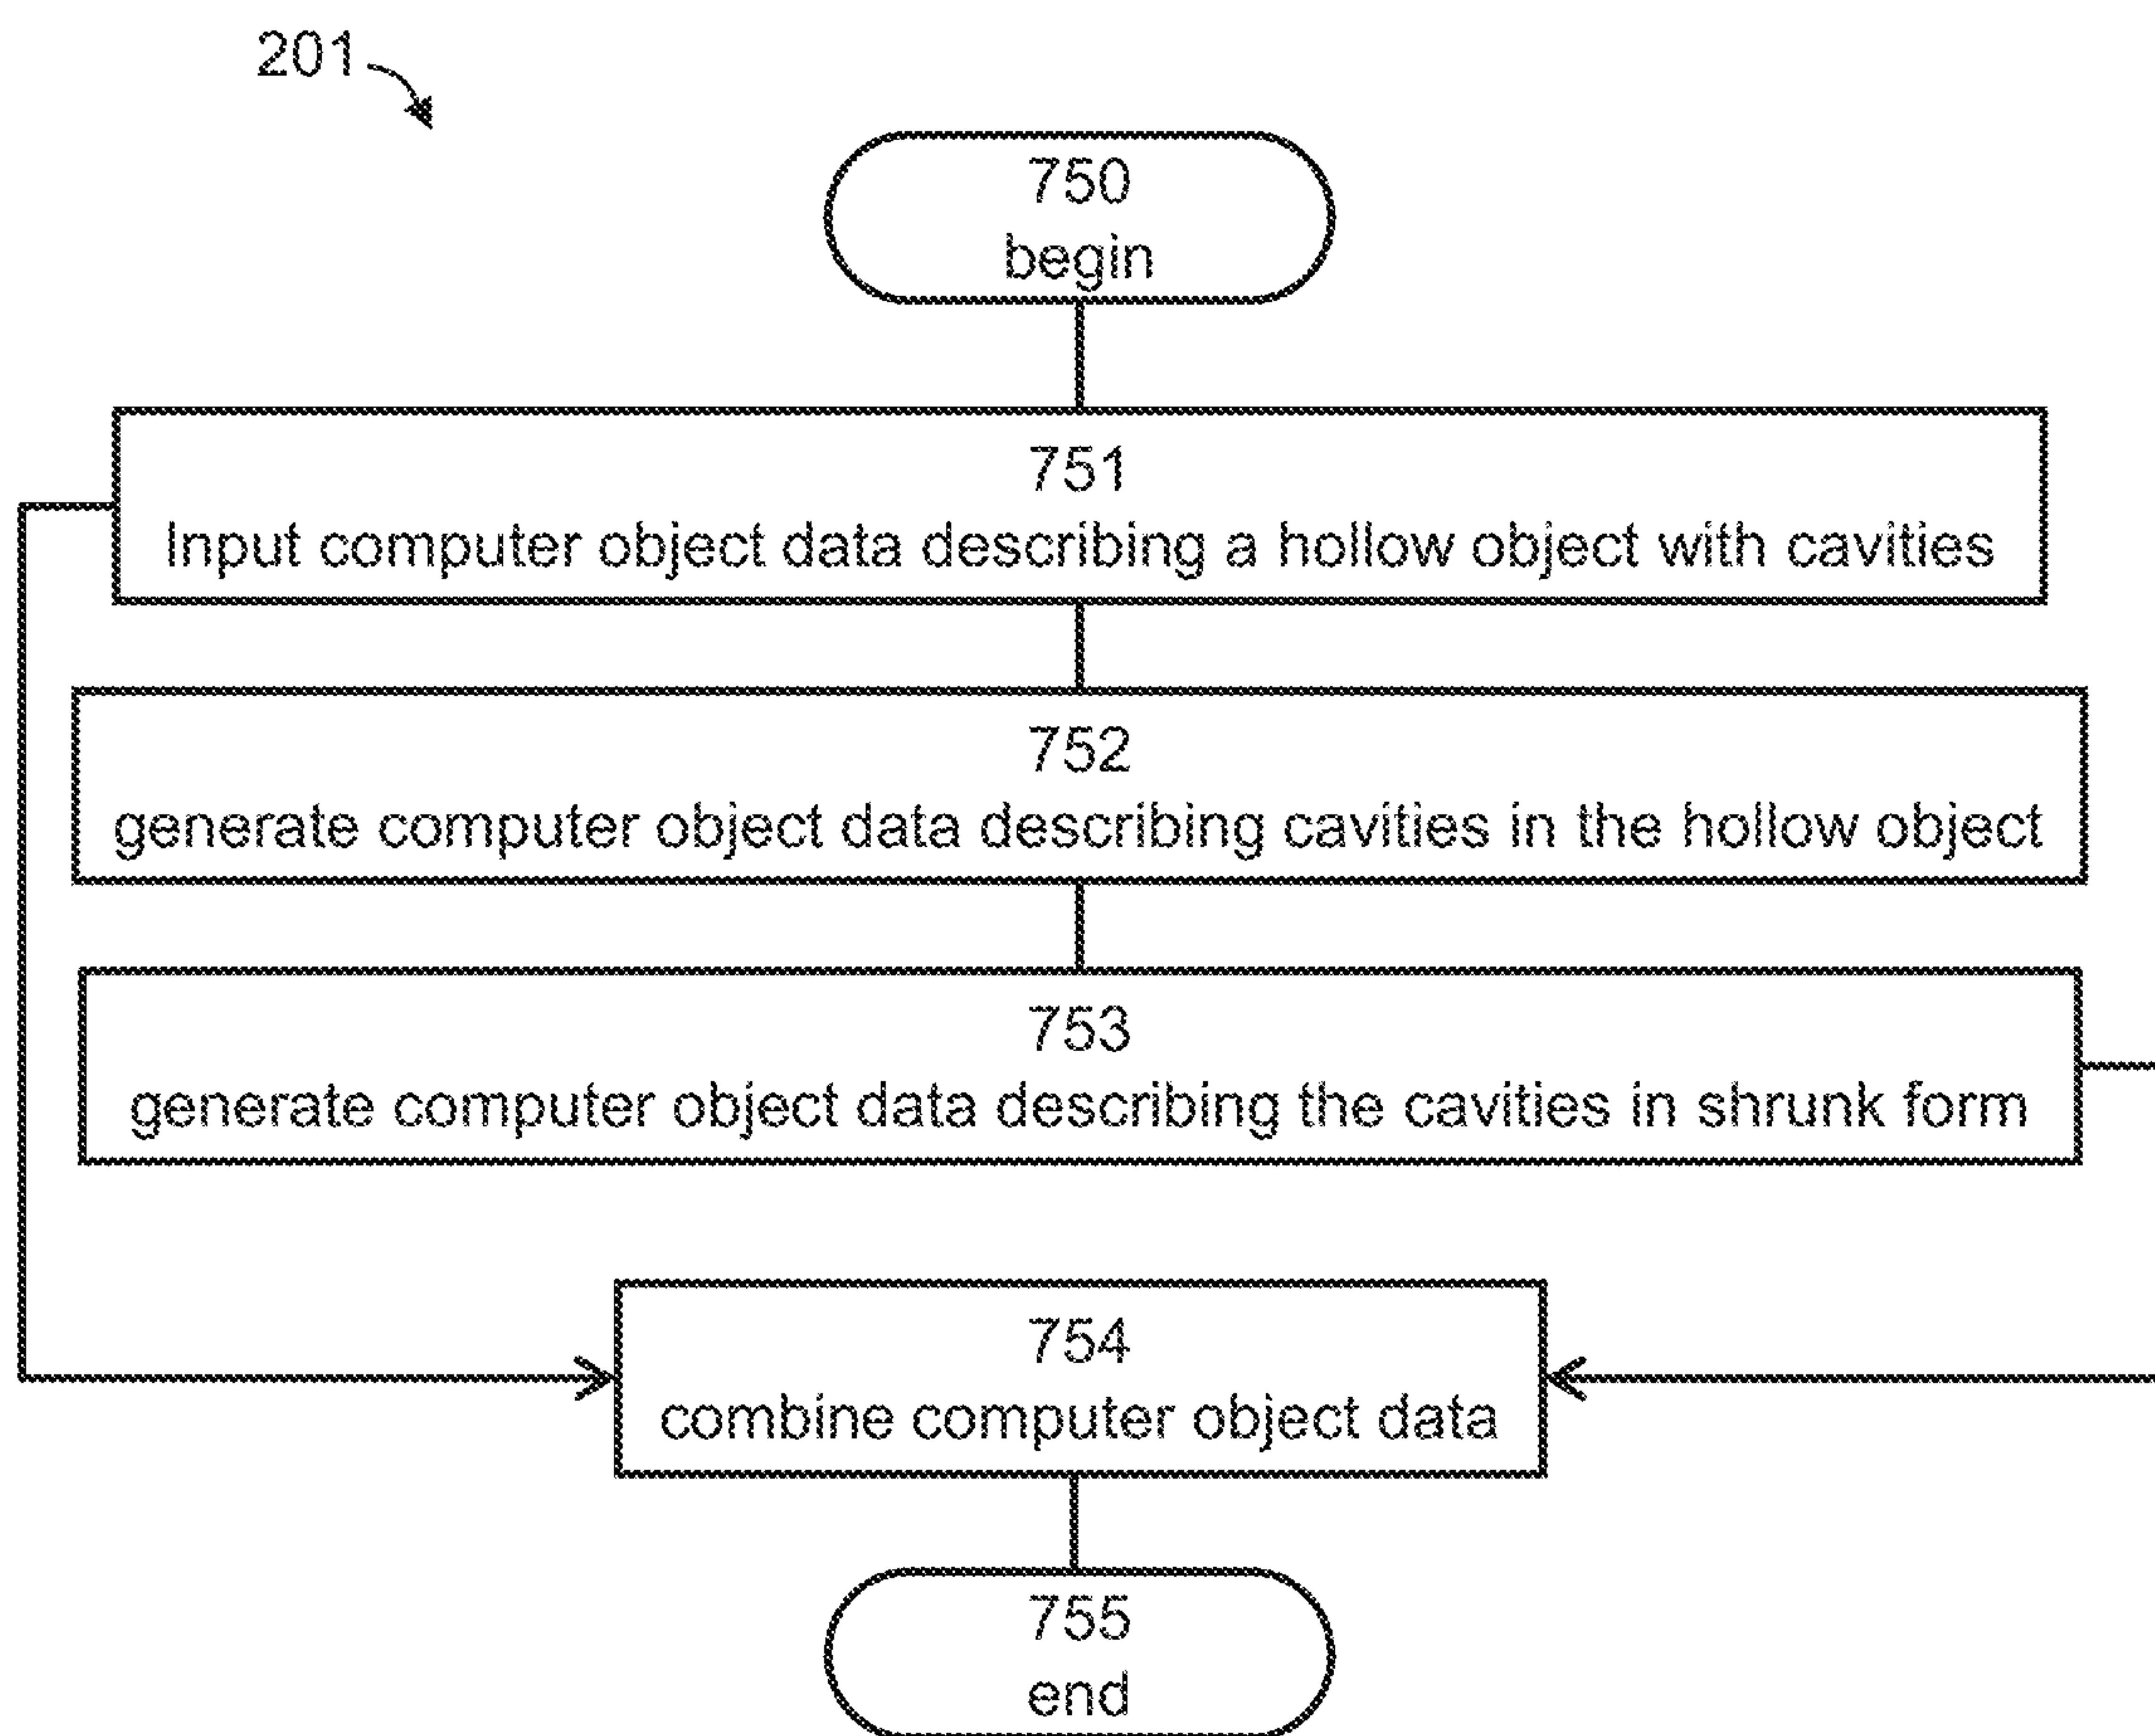 201
750
begin
751
Input computer object data describing a hollow object with cavities
752
generate computer object data describing cavities in the hollow object
753
generate computer object data describing the cavities in shrunk form
754
combine computer object data
755
end